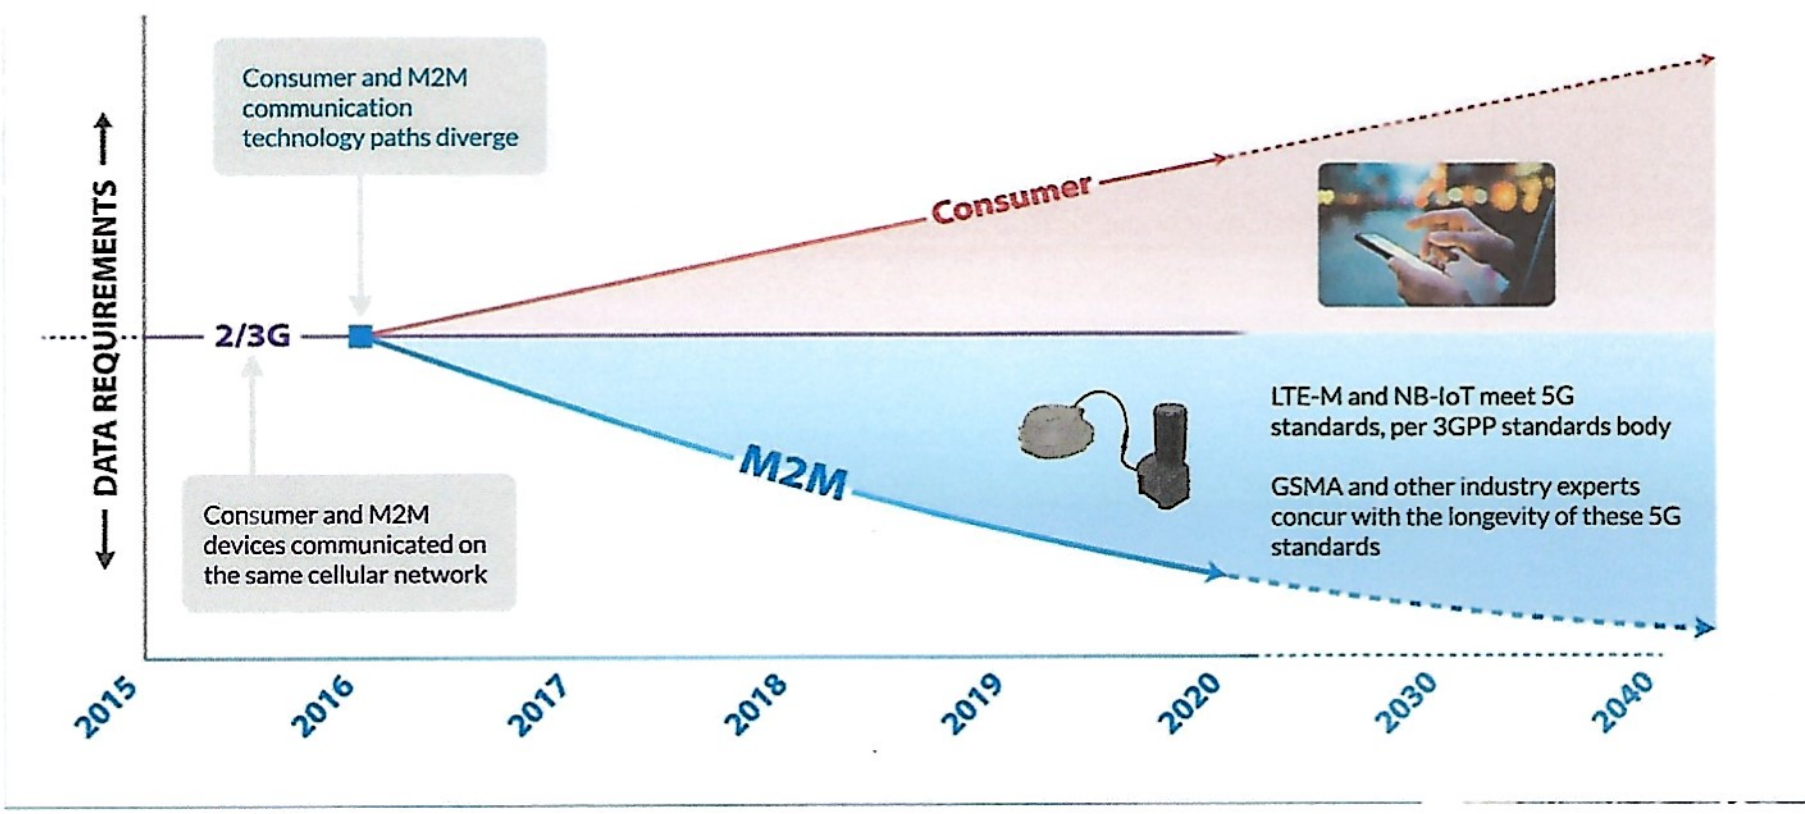 Consumer and M2M
communication
technology paths diverge
DATA REQUIREMENTS
Consumer
2/3G
M2M
LTE-M and NB-IoT meet 5G
standards, per 3GPP standards body
GSMA and other industry experts
concur with the longevity of these 5G
standards
Consumer and M2M
devices communicated on
the same cellular network
2015
2016
2017
2018
2019
2020
2030
2040